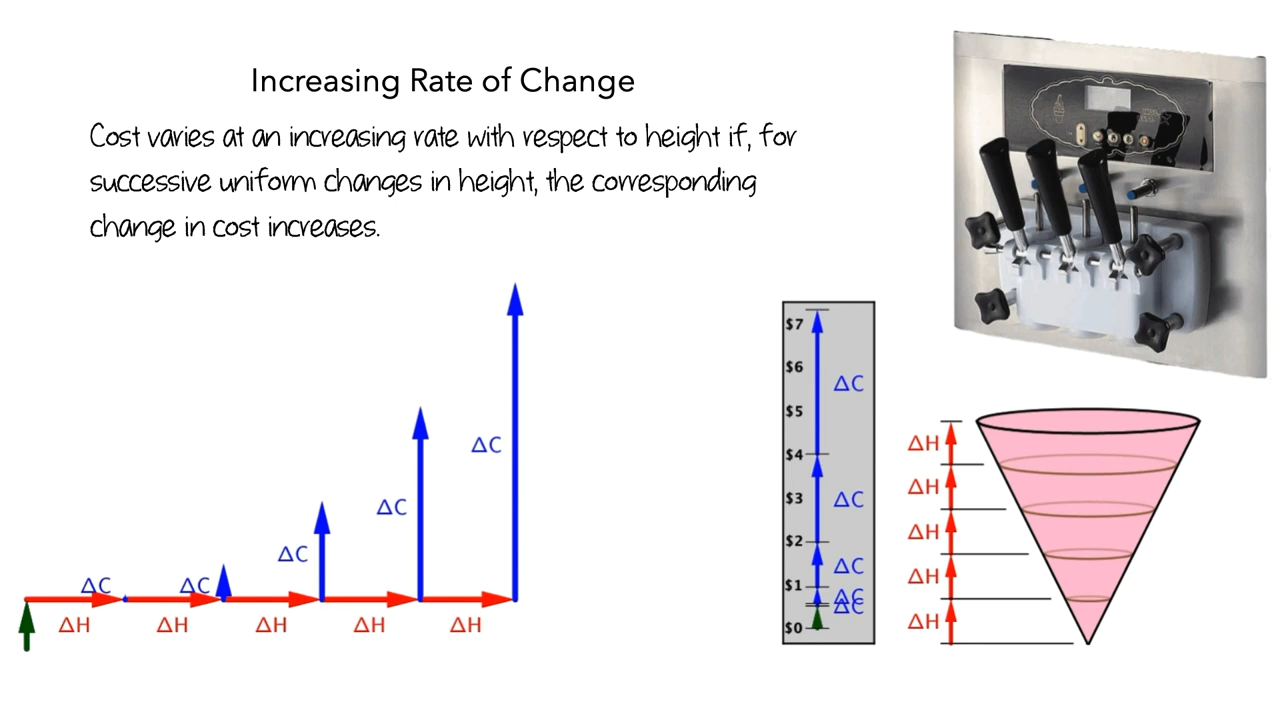 Increasing Rate of Change
Cost varies at an increasing rate with respect to height if, for
successive uniform changes in height, the corresponding
change in cost increases.
ΔC
ΔC
ΔC
ΔC
ΔC
ΔH
ΔH
ΔH
ΔH
ΔH
$7
$6
$5
$4
$3
$2
$1
$0
ΔC
ΔC
ΔC
ΔC
ΔC
ΔH
ΔH
ΔH
ΔH
ΔH